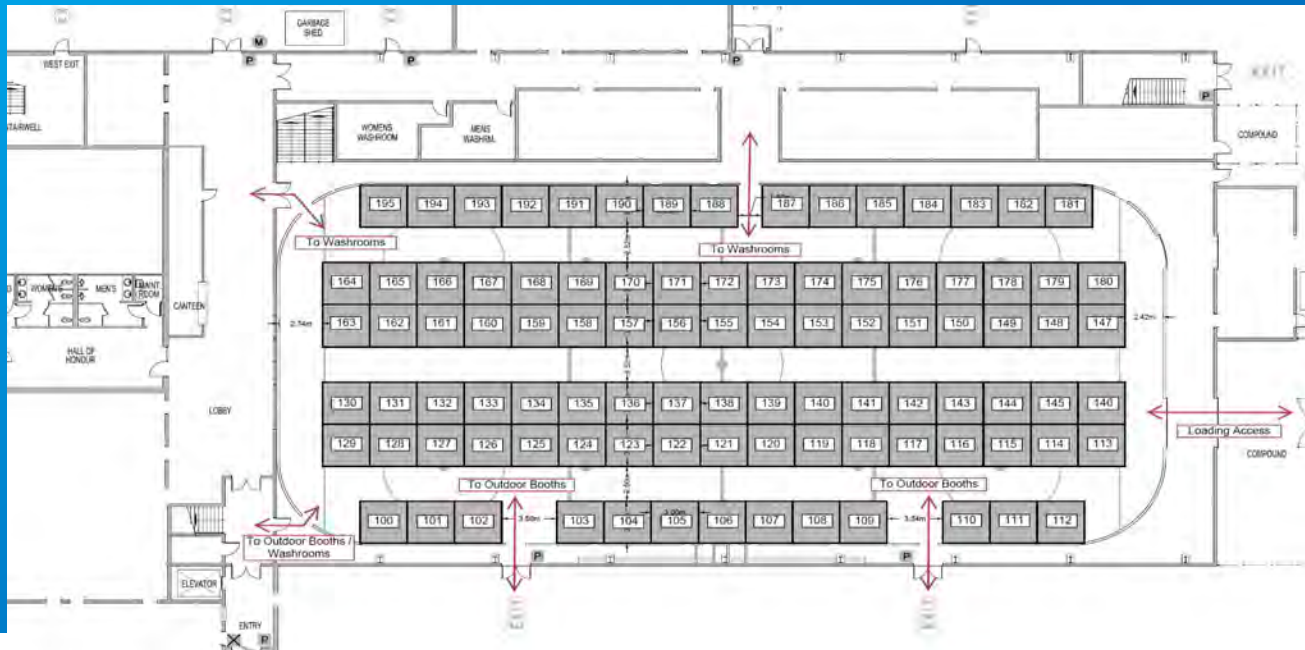 GARBAGE
SHED
M
P
P
P
WEST EXIT
STAIRWELL
WOMENS
WASHROOM
MENS
WASHRM.
P
EXIT
COMPOUND
195 194 193 192 191 190 189 188 187 186 185 184 183 182 181
To Washrooms
To Washrooms
164 165 166 167 168 169 170 171 172 173 174 175 176 177 178 179 180
WOMEN'S
MEN'S
MAINT.
ROOM
CANTEEN
2.74m
163 162 161 160 159 158 157 156 155 154 153 152 151 150 149 148 147
2.42m
HALL OF
HONOUR
LOBBY
130 131 132 133 134 135 136 137 138 139 140 141 142 143 144 145 146
Loading Access
129 128 127 126 125 124 123 122 121 120 119 118 117 116 115 114 113
COMPOUND
To Outdoor Booths
To Outdoor Booths
100 101 102 103 104 105 106 107 108 109 110 111 112
3.00m
To Outdoor Booths /
Washrooms
P
P
ELEVATOR
EXIT
EXIT
ENTRY
P